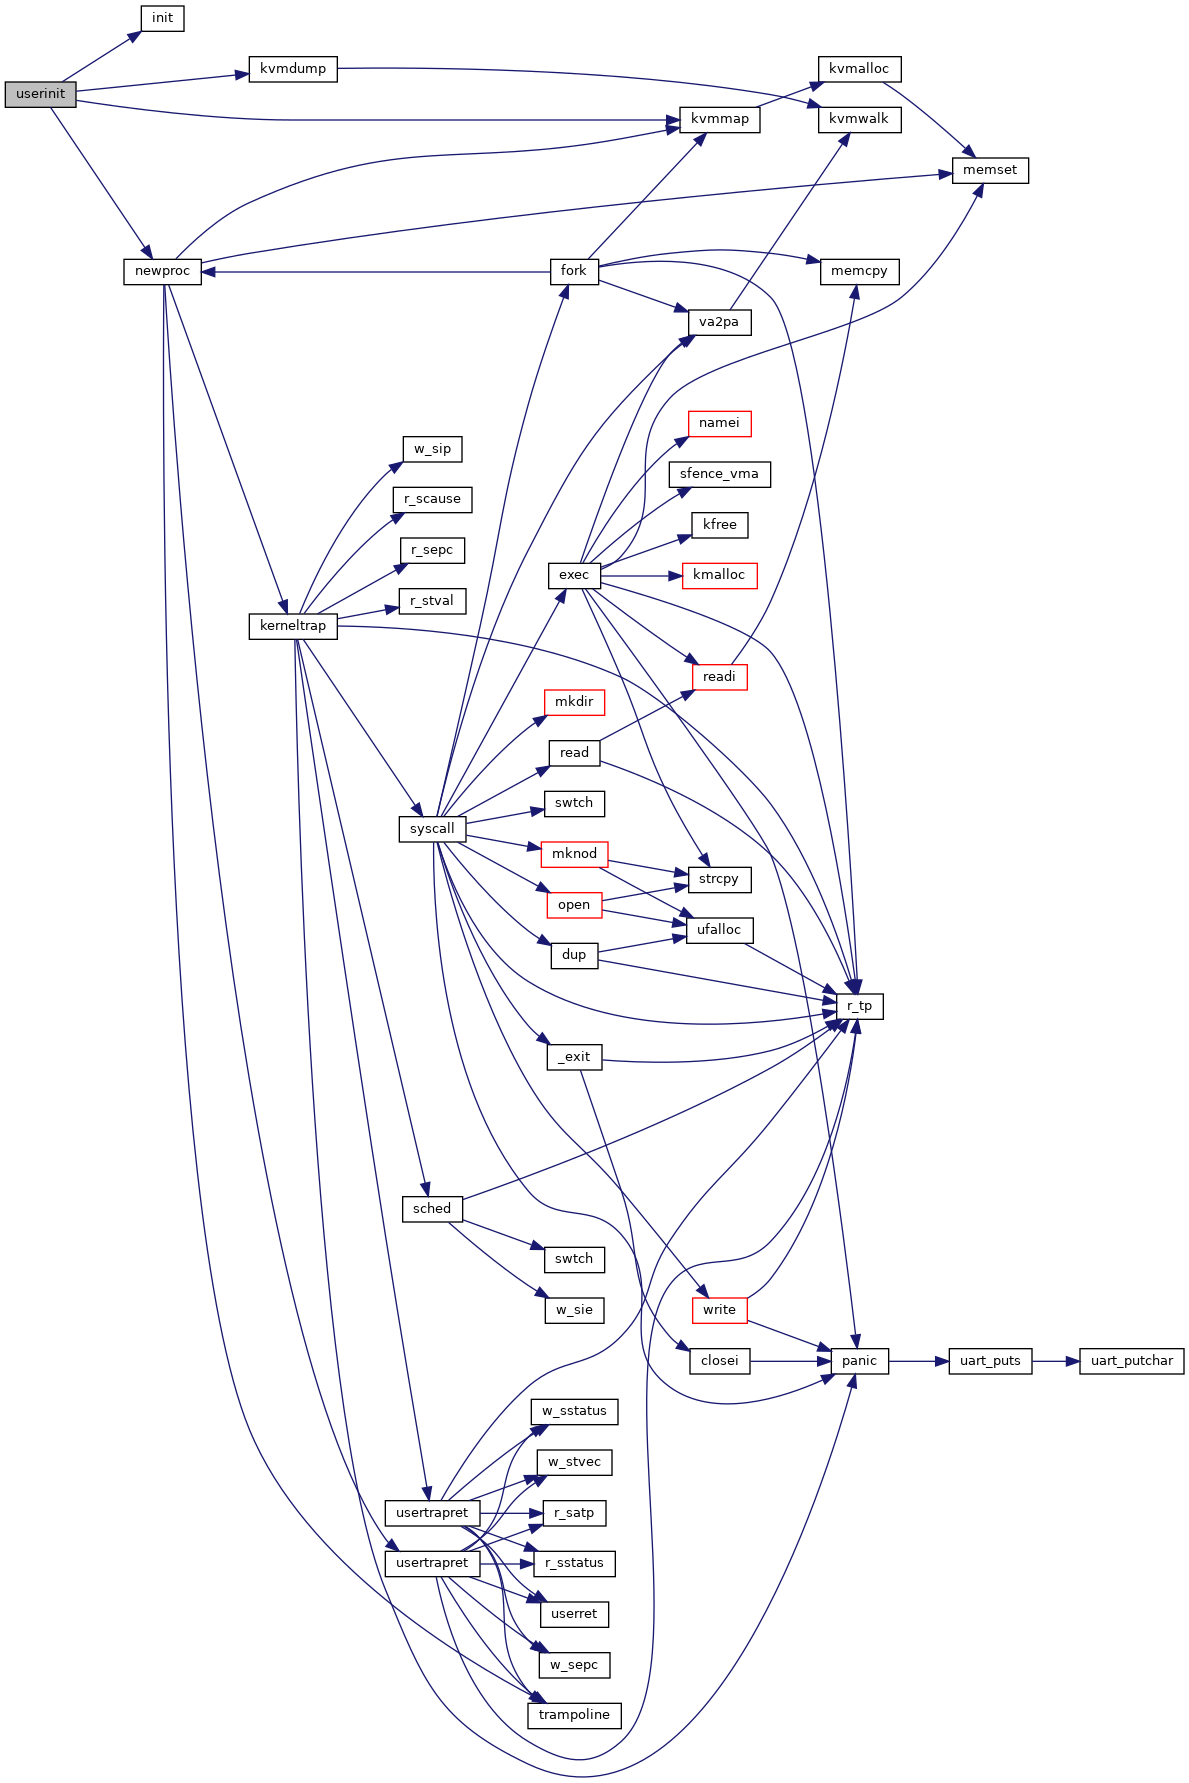 init
kvmdump
kvmalloc
userinit
kvmmap
kvmwalk
memset
newproc
fork
memcpy
va2pa
namei
w_sip
sfence_vma
r_scause
kfree
r_sepc
exec
kmalloc
r_stval
kerneltrap
readi
mkdir
read
swtch
syscall
mknod
strcpy
open
ufalloc
dup
r_tp
_exit
sched
swtch
w_sie
write
closei
panic
uart_puts
uart_putchar
w_sstatus
w_stvec
usertrapret
r_satp
usertrapret
r_sstatus
userret
w_sepc
trampoline